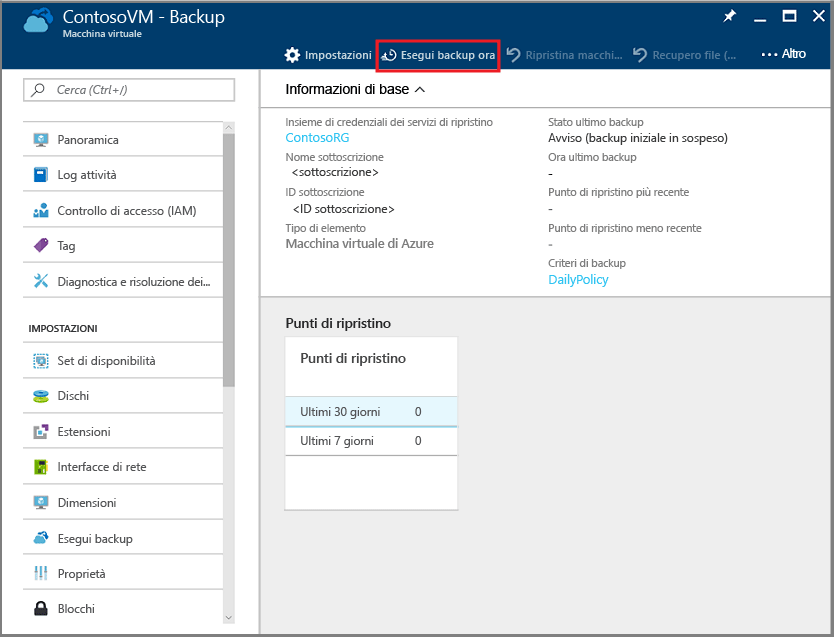 ContosoVM - Backup
Macchina virtuale
Impostazioni
Esegui backup ora
Ripristina macchi...
Recupero file (...
Altro
Cerca (Ctrl+/)
Panoramica
Log attività
Controllo di accesso (IAM)
Tag
Diagnostica e risoluzione dei...
IMPOSTAZIONI
Set di disponibilità
Dischi
Estensioni
Interfacce di rete
Dimensioni
Esegui backup
Proprietà
Blocchi
Informazioni di base
Insieme di credenziali dei servizi di ripristino
ContosoRG
Nome sottoscrizione
<sottoscrizione>
ID sottoscrizione
<ID sottoscrizione>
Tipo di elemento
Macchina virtuale di Azure
Stato ultimo backup
Avviso (backup iniziale in sospeso)
Ora ultimo backup
-
Punto di ripristino più recente
-
Punto di ripristino meno recente
-
Criteri di backup
DailyPolicy
Punti di ripristino
Punti di ripristino
Ultimi 30 giorni 0
Ultimi 7 giorni 0